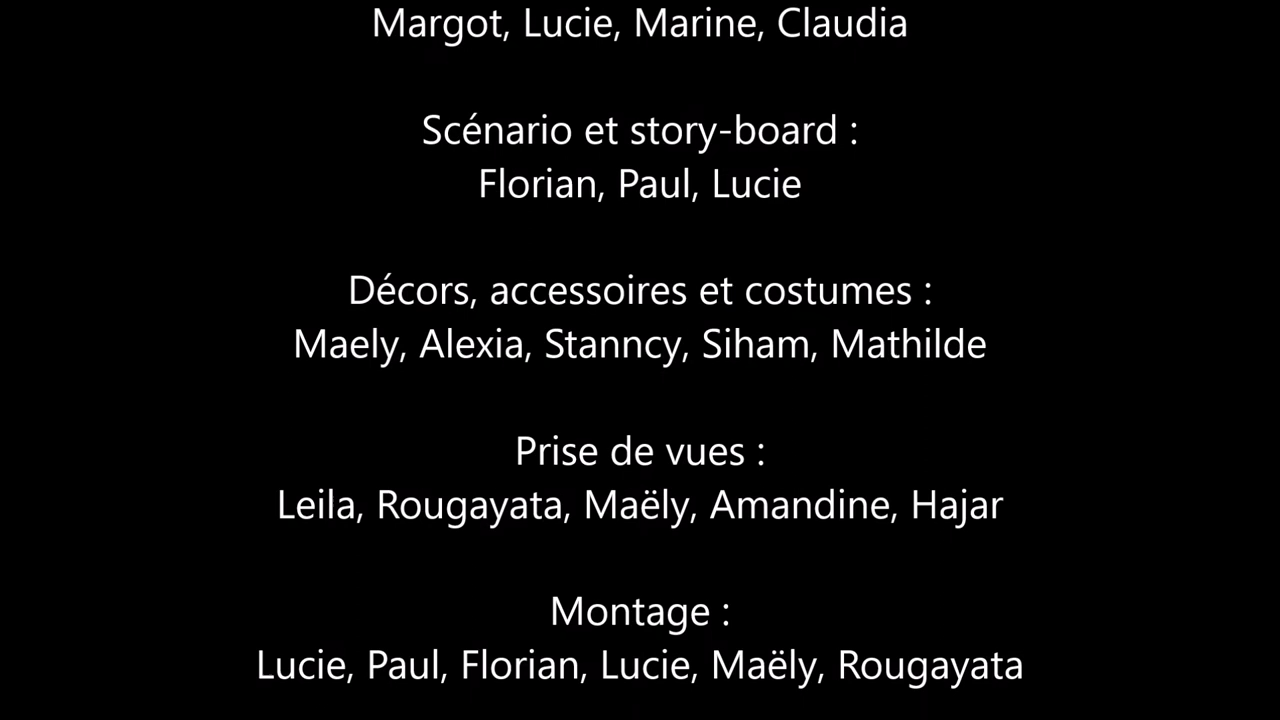 Margot, Lucie, Marine, Claudia
Scénario et story-board :
Florian, Paul, Lucie
Décors, accessoires et costumes :
Maely, Alexia, Stanncy, Siham, Mathilde
Prise de vues :
Leila, Rougayata, Maëly, Amandine, Hajar
Montage :
Lucie, Paul, Florian, Lucie, Maëly, Rougayata